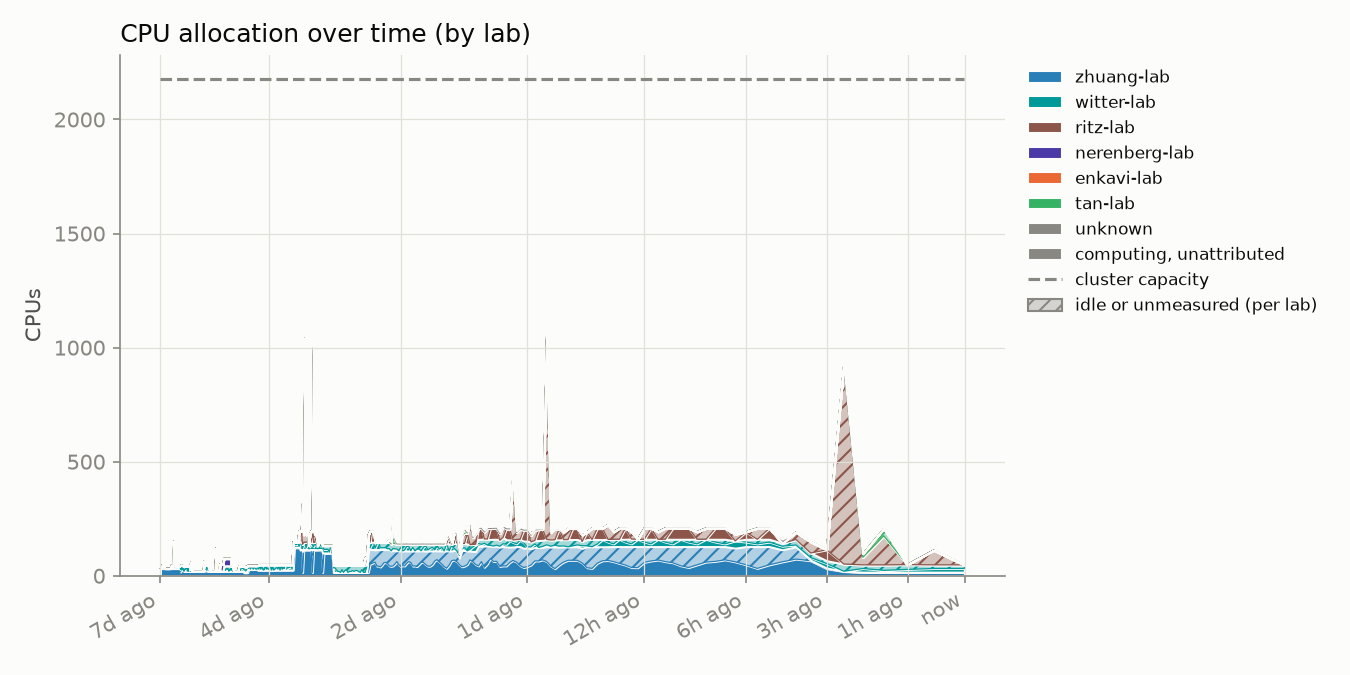 CPU allocation over time (by lab)
CPUs
2000
1500
1000
500
0
7d ago
4d ago
2d ago
1d ago
12h ago
6h ago
3h ago
1h ago
now
zhuang-lab
witter-lab
ritz-lab
nerenberg-lab
enkavi-lab
tan-lab
unknown
computing, unattributed
cluster capacity
idle or unmeasured (per lab)